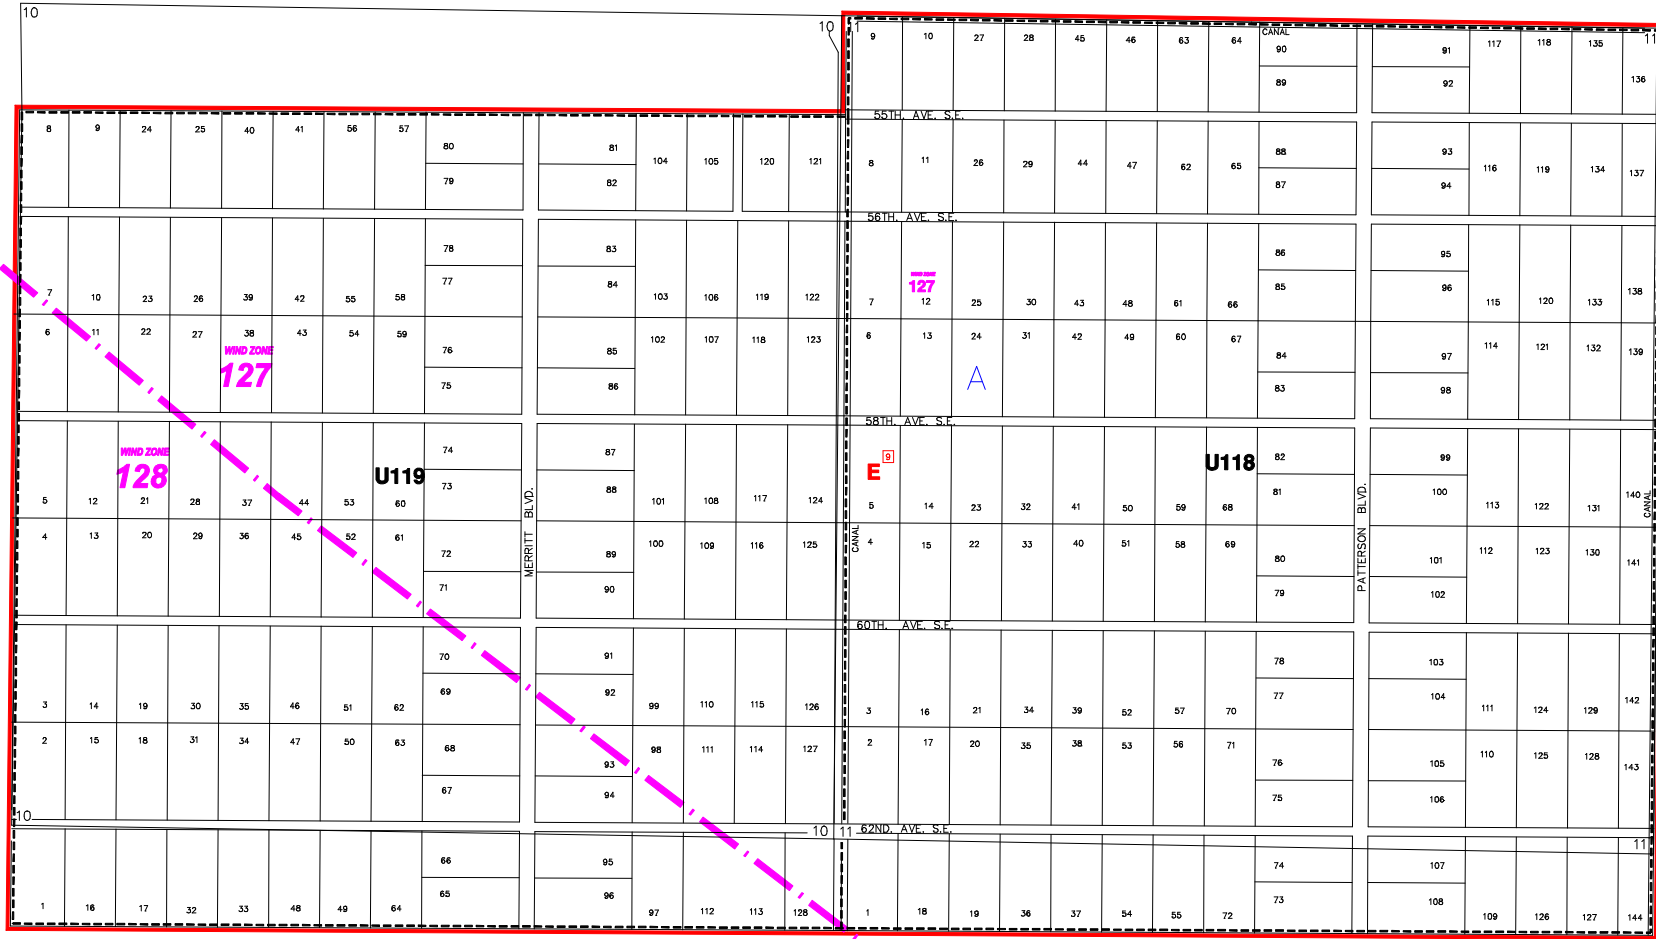 10
10 11 9 10 27 28 45 46 63 64 CANAL 90 91 117 118 135 11
89 92 136
55TH. AVE. S.E.
8 9 24 25 40 41 56 57 80 81 104 105 120 121 8 11 26 29 44 47 62 65 88 93 116 119 134 137
79 82 87 94
56TH. AVE. S.E.
78 83 86 95
WIND ZONE
127
7 10 23 26 39 42 55 58 77 84 103 106 119 122 7 12 25 30 43 48 61 66 85 96 115 120 133 138
6 11 22 27 38 43 54 59 76 85 102 107 118 123 6 13 24 31 42 49 60 67 84 97 114 121 132 139
WIND ZONE
127
A
75 86 83 98
58TH. AVE. S.E.
74 87 82 99
WIND ZONE
128
U119
9
E
U118
5 12 21 28 37 44 53 60 73 88 101 108 117 124 5 14 23 32 41 50 59 68 81 100 113 122 131 140
MERRITT BLVD.
CANAL
PATTERSON BLVD.
CANAL
4 13 20 29 36 45 52 61 72 89 100 109 116 125 4 15 22 33 40 51 58 69 80 101 112 123 130 141
71 90 79 102
60TH. AVE. S.E.
70 91 78 103
3 14 19 30 35 46 51 62 69 92 99 110 115 126 3 16 21 34 39 52 57 70 77 104 111 124 129 142
2 15 18 31 34 47 50 63 68 93 98 111 114 127 2 17 20 35 38 53 56 71 76 105 110 125 128 143
67 94 75 106
10 10 11 62ND. AVE. S.E.
11
66 95 74 107
1 16 17 32 33 48 49 64 65 96 97 112 113 128 1 18 19 36 37 54 55 72 73 108 109 126 127 144